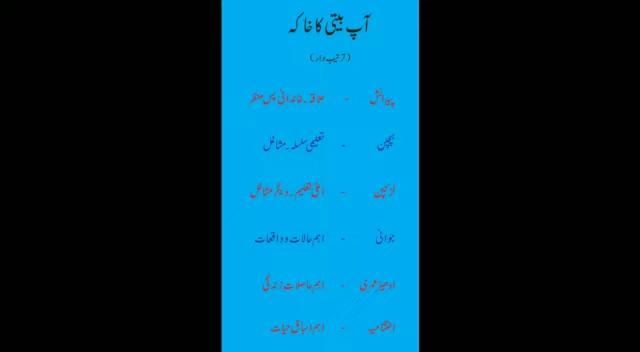 آپ بیتی کا خاکہ
(ترتیب وار)
پیدائش - علاقہ۔خاندانی پس منظر
بچپن - تعلیمی سلسلہ۔مشاغل
لڑکپن - اعلیٰ تعلیم۔دیگر مشاغل
جوانی - اہم حالات و واقعات
ادھیڑ عمری - اہم حاصلات زندگی
اختتامیہ - اہم اسباق حیات